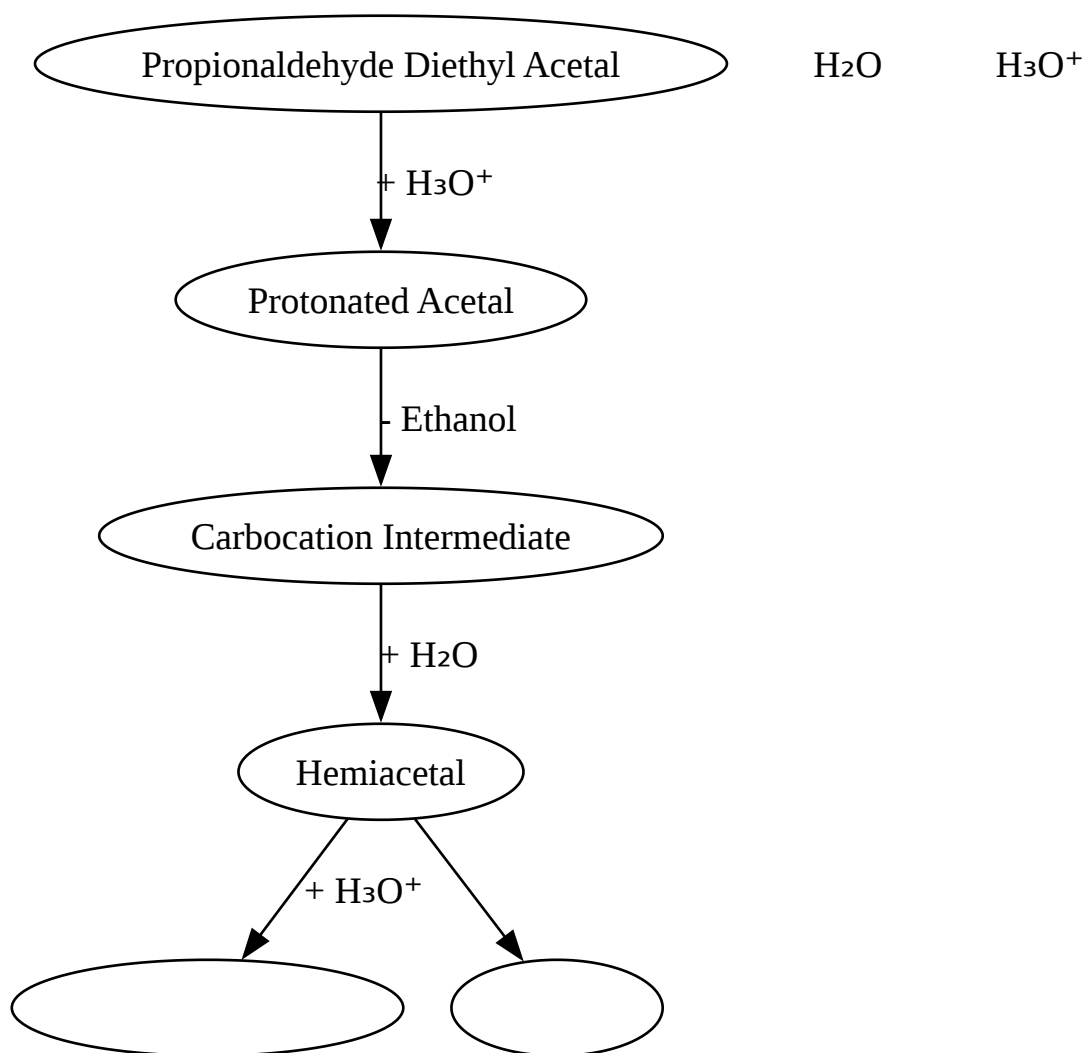 Propionaldehyde Diethyl Acetal H₂O H₃O⁺
+ H₃O⁺
Protonated Acetal
- Ethanol
Carbocation Intermediate
+ H₂O
Hemiacetal
+ H₃O⁺